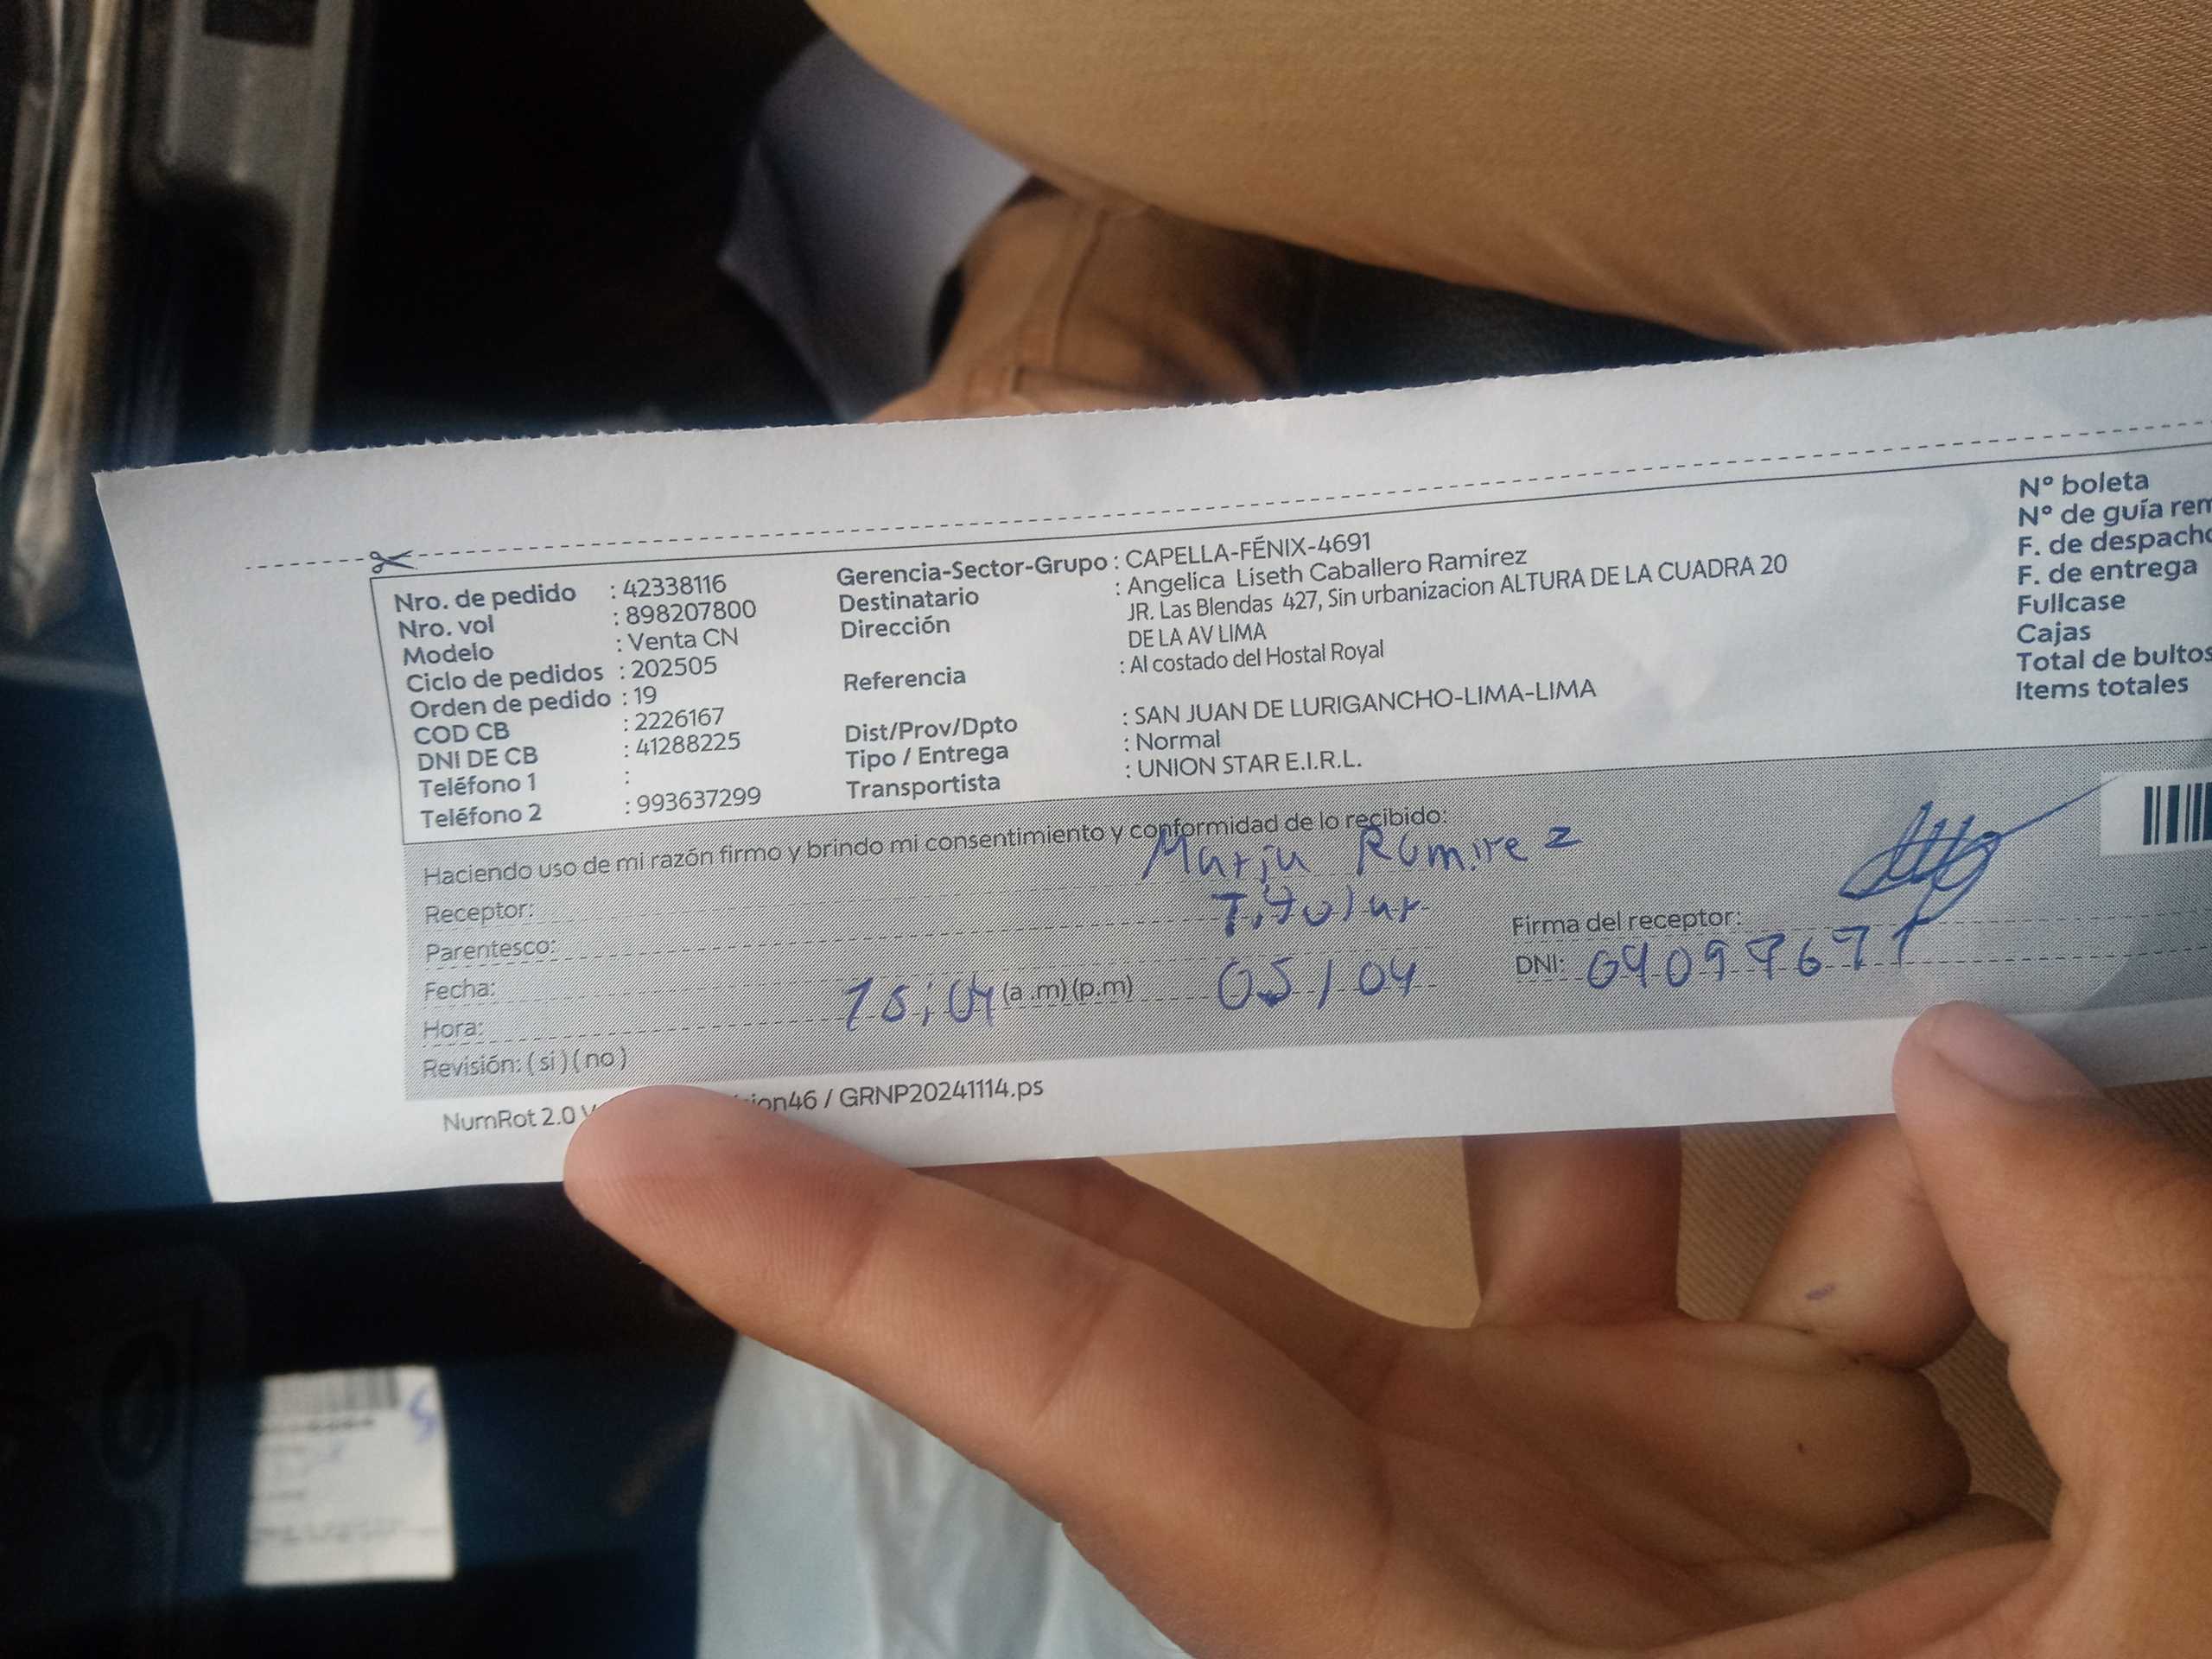 Nro. de pedido : 42338116
Nro. vol : 898207800
Modelo : Venta CN
Ciclo de pedidos : 202505
Orden de pedido : 19
COD CB : 2226167
DNI DE CB : 41288225
Teléfono 1 :
Teléfono 2 : 993637299
Gerencia-Sector-Grupo : CAPELLA-FÉNIX-4691
Destinatario : Angelica Liseth Caballero Ramirez
Dirección JR. Las Blendas 427, Sin urbanizacion ALTURA DE LA CUADRA 20
DE LA AV LIMA
Referencia : Al costado del Hostal Royal
Dist/Prov/Dpto : SAN JUAN DE LURIGANCHO-LIMA-LIMA
Tipo / Entrega : Normal
Transportista : UNION STAR E.I.R.L.
N° boleta
N° de guía rem
F. de despacho
F. de entrega
Fullcase
Cajas
Total de bultos
Items totales
Haciendo uso de mi razón firmo y brindo mi consentimiento y conformidad de lo recibido:
Receptor: Maria Ramirez
Parentesco: Titular
Firma del receptor:
Fecha: 05/04
DNI:
Hora: (a.m)(p.m)
Revisión: (si)(no)
NumRot 2.0 ion46 / GRNP20241114.ps